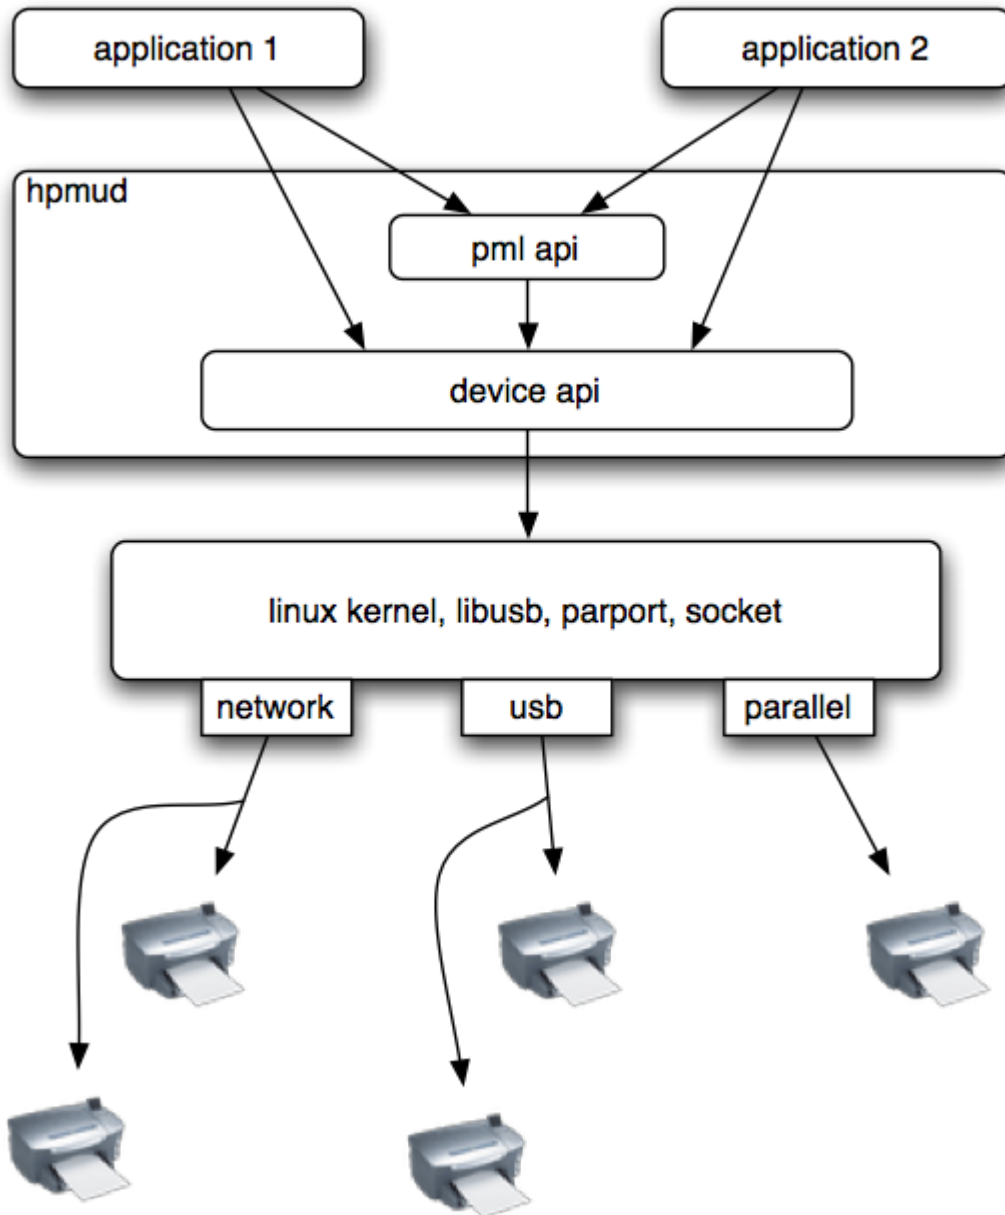 application 1
application 2
hpmud
pml api
device api
linux kernel, libusb, parport, socket
network
usb
parallel